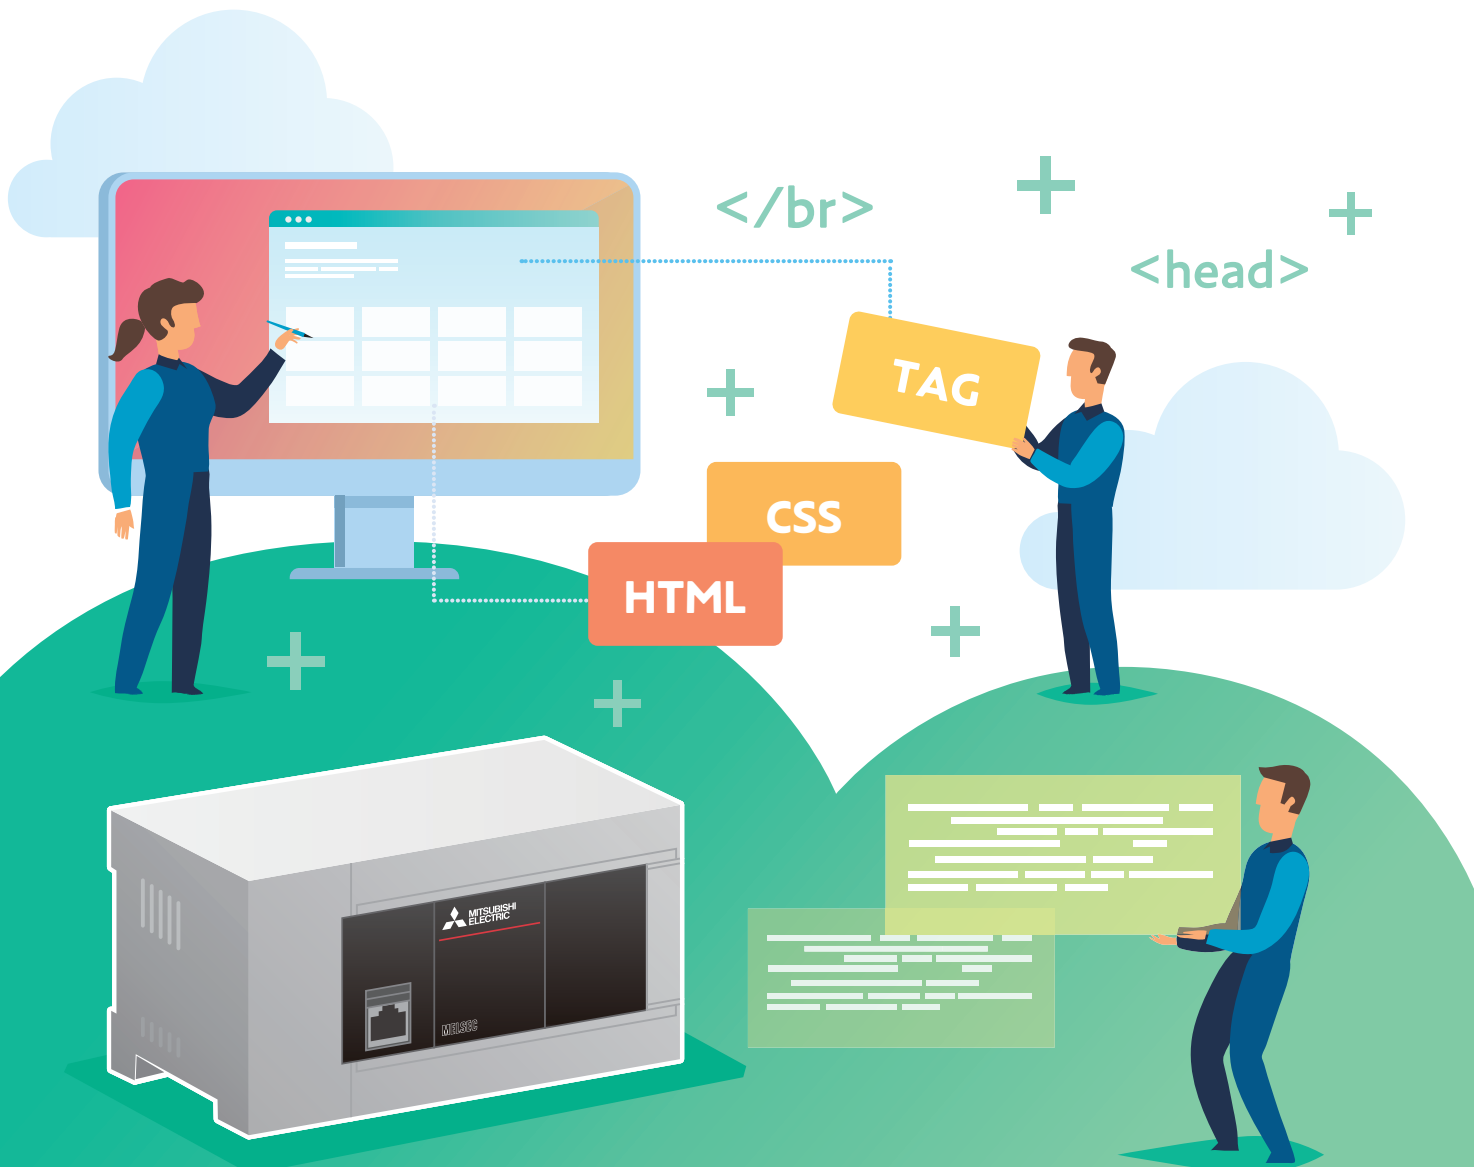 </br>
<head>
TAG
CSS
HTML
MITSUBISHI
ELECTRIC
MELSEC